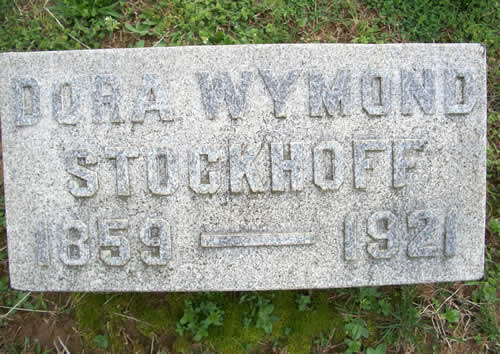 DORA WYMOND
STOCKHOFF
1859 — 1921